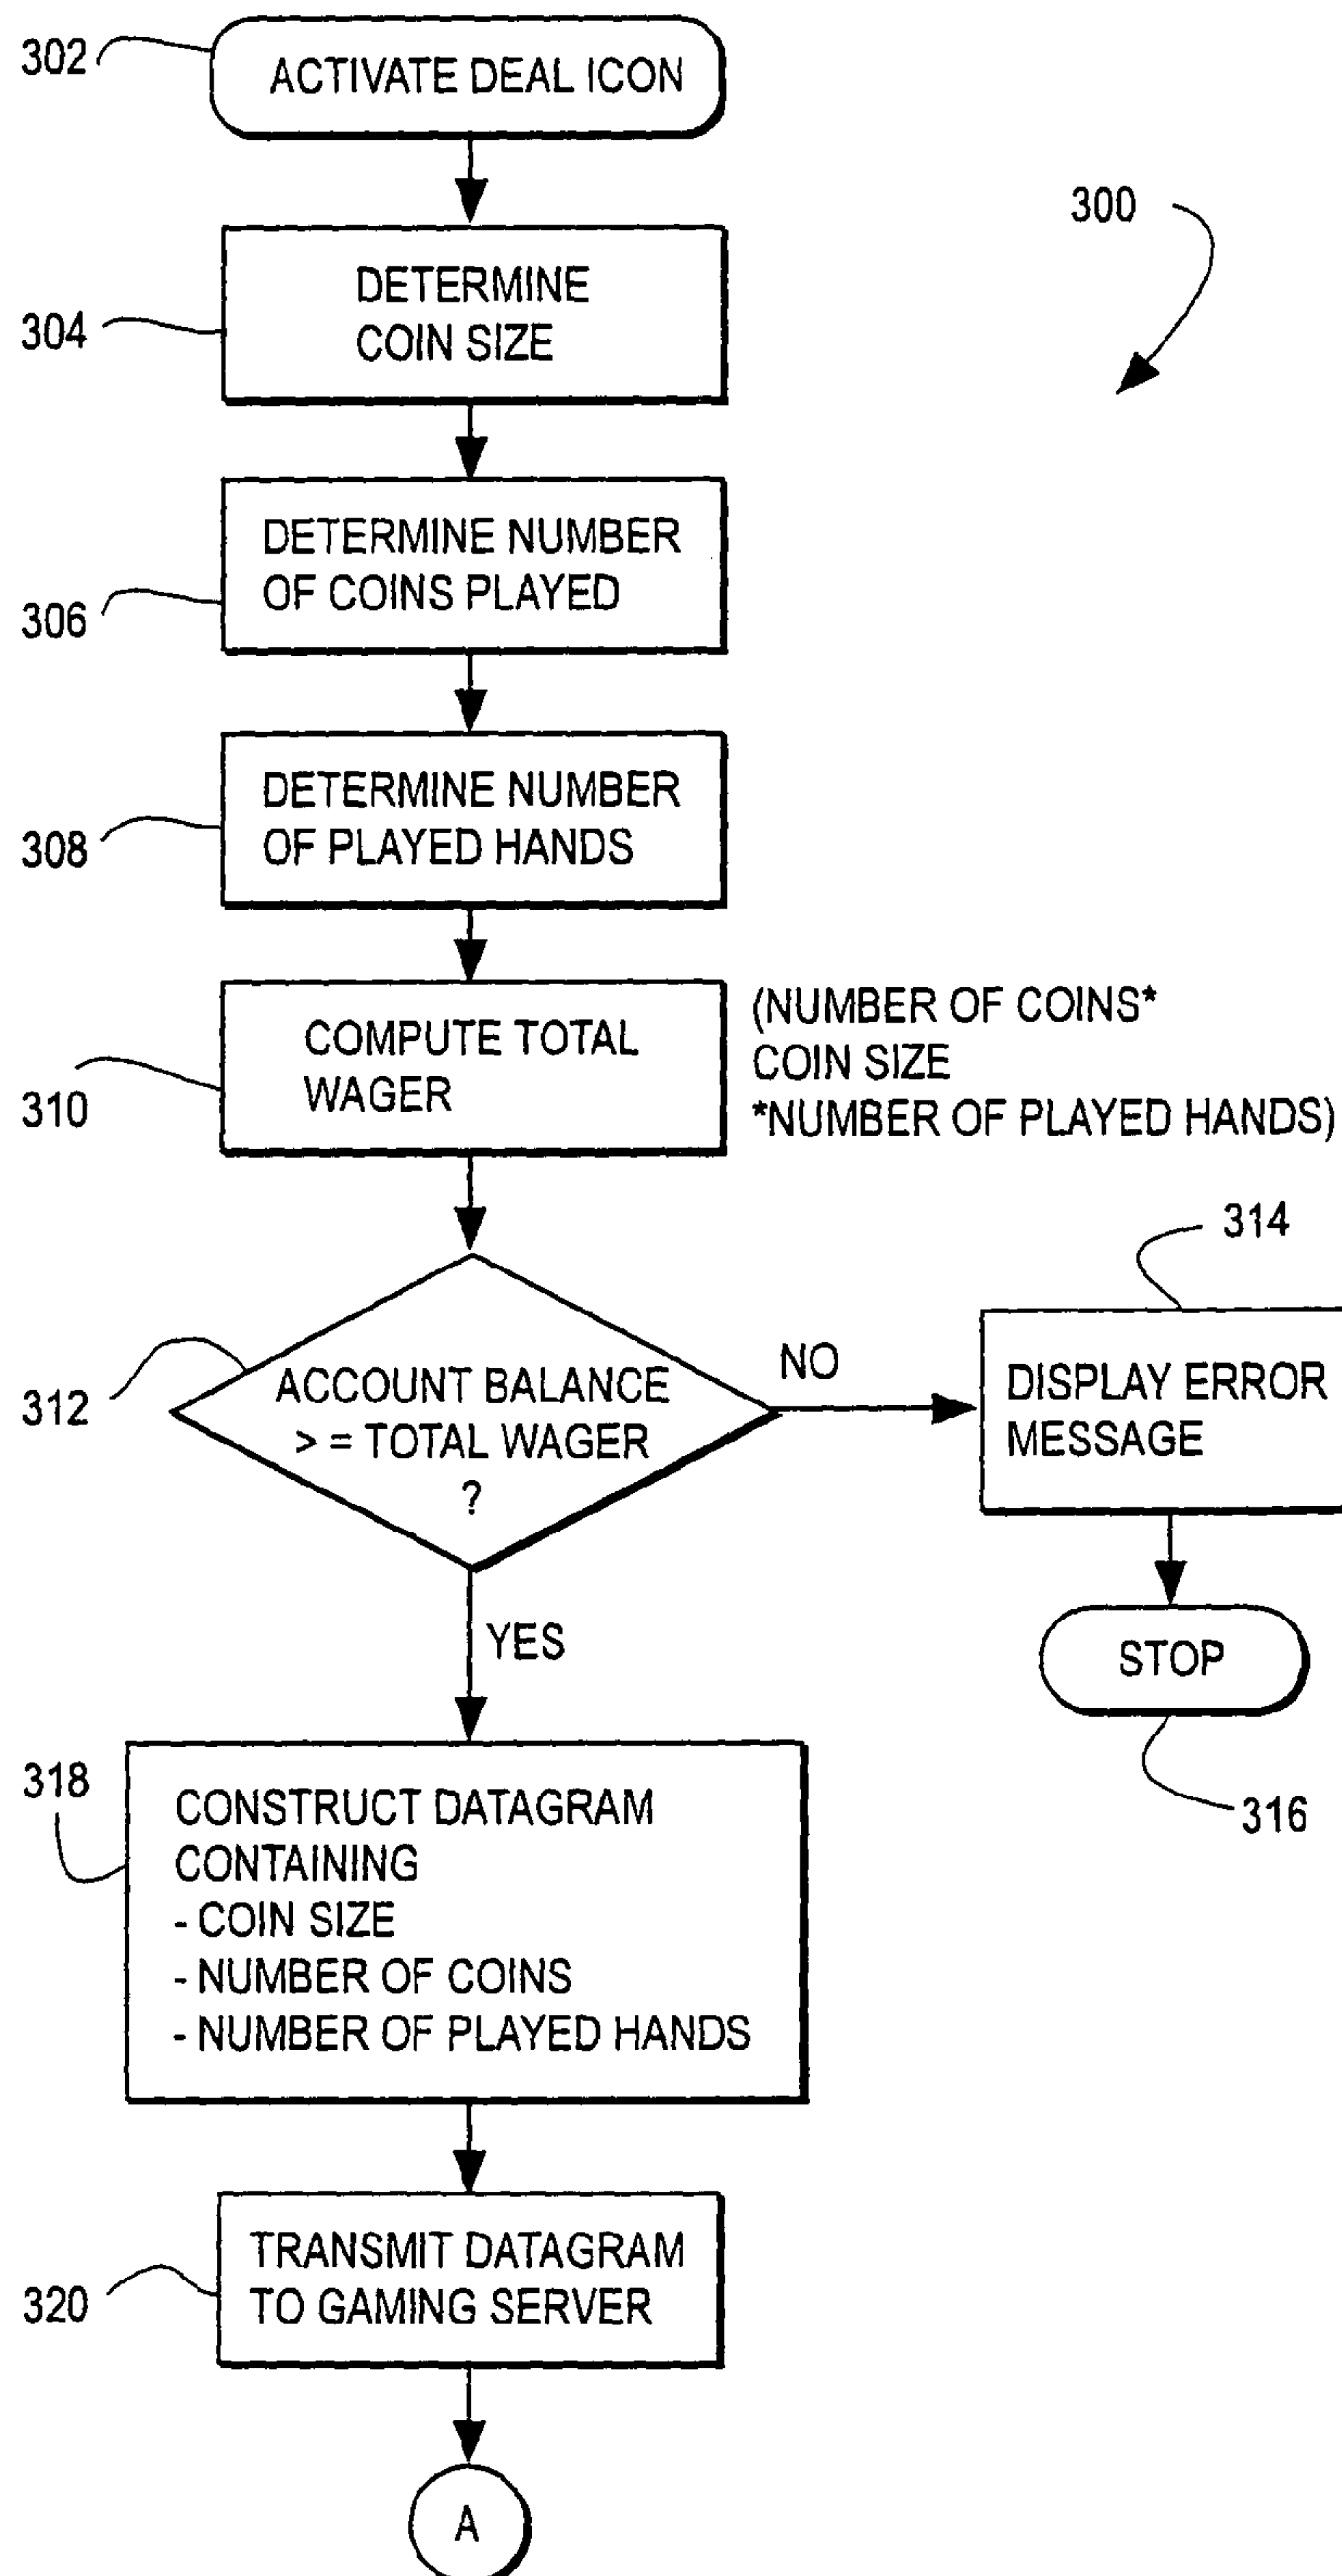 302
ACTIVATE DEAL ICON
300
304
DETERMINE
COIN SIZE
306
DETERMINE NUMBER
OF COINS PLAYED
308
DETERMINE NUMBER
OF PLAYED HANDS
310
COMPUTE TOTAL
WAGER
(NUMBER OF COINS*
COIN SIZE
*NUMBER OF PLAYED HANDS)
312
ACCOUNT BALANCE
> = TOTAL WAGER
?
NO
314
DISPLAY ERROR
MESSAGE
STOP
316
YES
318
CONSTRUCT DATAGRAM
CONTAINING
- COIN SIZE
- NUMBER OF COINS
- NUMBER OF PLAYED HANDS
320
TRANSMIT DATAGRAM
TO GAMING SERVER
A